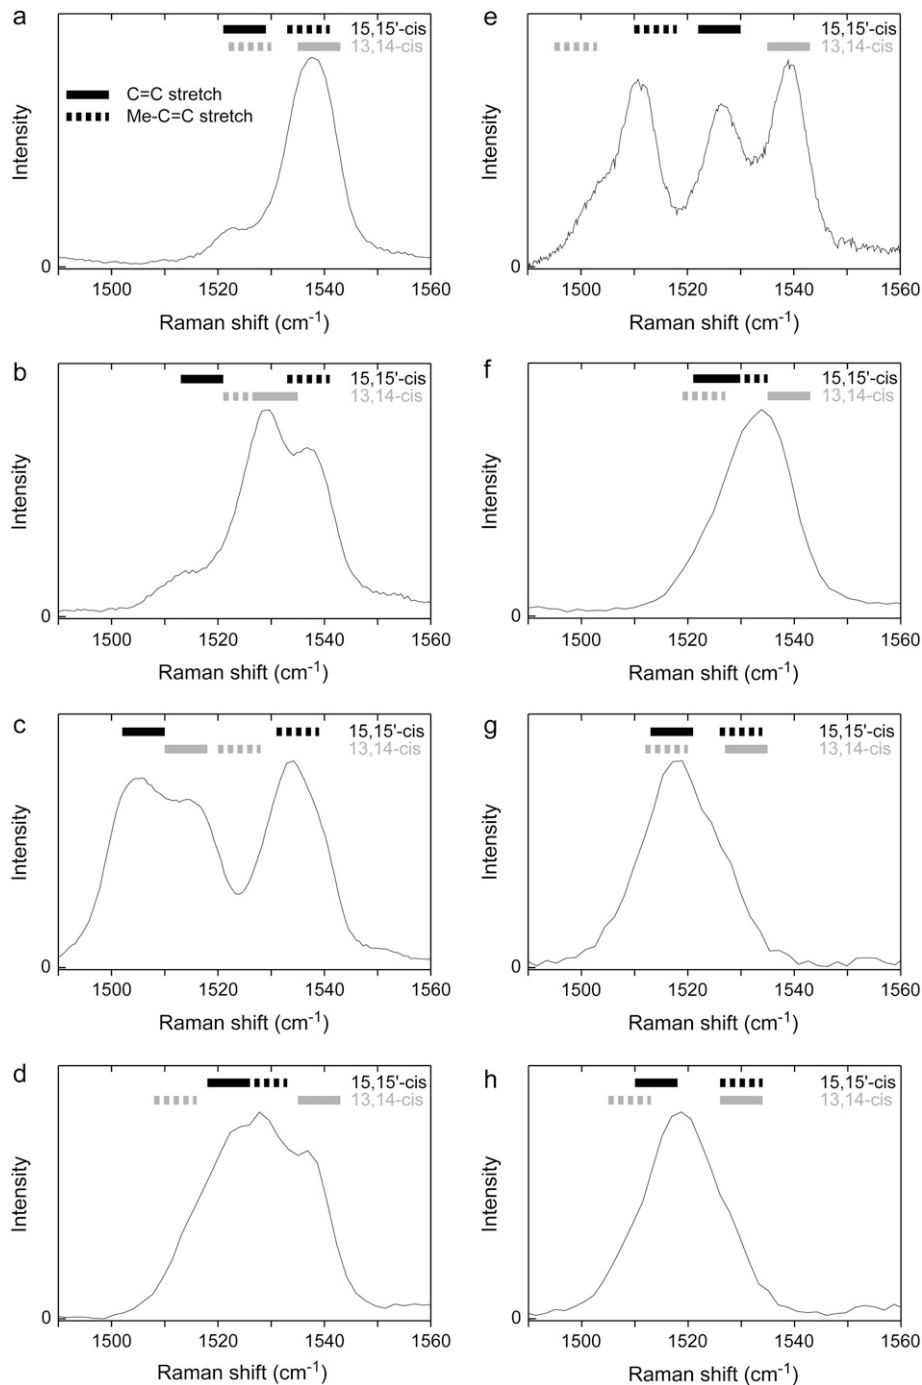 a
15,15'-cis
13,14-cis
C=C stretch
Me-C=C stretch
Intensity
0
1500 1520 1540 1560
Raman shift (cm⁻¹)
e
15,15'-cis
13,14-cis
Intensity
0
1500 1520 1540 1560
Raman shift (cm⁻¹)
b
15,15'-cis
13,14-cis
Intensity
0
1500 1520 1540 1560
Raman shift (cm⁻¹)
f
15,15'-cis
13,14-cis
Intensity
0
1500 1520 1540 1560
Raman shift (cm⁻¹)
c
15,15'-cis
13,14-cis
Intensity
0
1500 1520 1540 1560
Raman shift (cm⁻¹)
g
15,15'-cis
13,14-cis
Intensity
0
1500 1520 1540 1560
Raman shift (cm⁻¹)
d
15,15'-cis
13,14-cis
Intensity
0
1500 1520 1540 1560
Raman shift (cm⁻¹)
h
15,15'-cis
13,14-cis
Intensity
0
1500 1520 1540 1560
Raman shift (cm⁻¹)